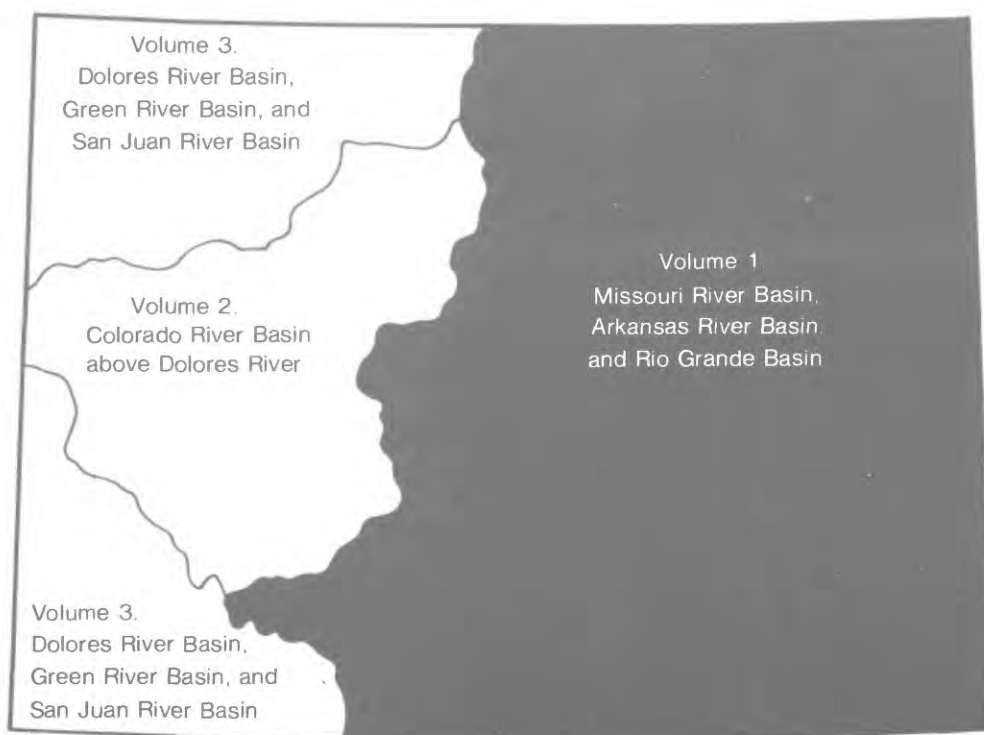 Volume 3.
Dolores River Basin,
Green River Basin, and
San Juan River Basin
Volume 1
Missouri River Basin,
Arkansas River Basin
and Rio Grande Basin
Volume 2.
Colorado River Basin
above Dolores River
Volume 3.
Dolores River Basin,
Green River Basin, and
San Juan River Basin